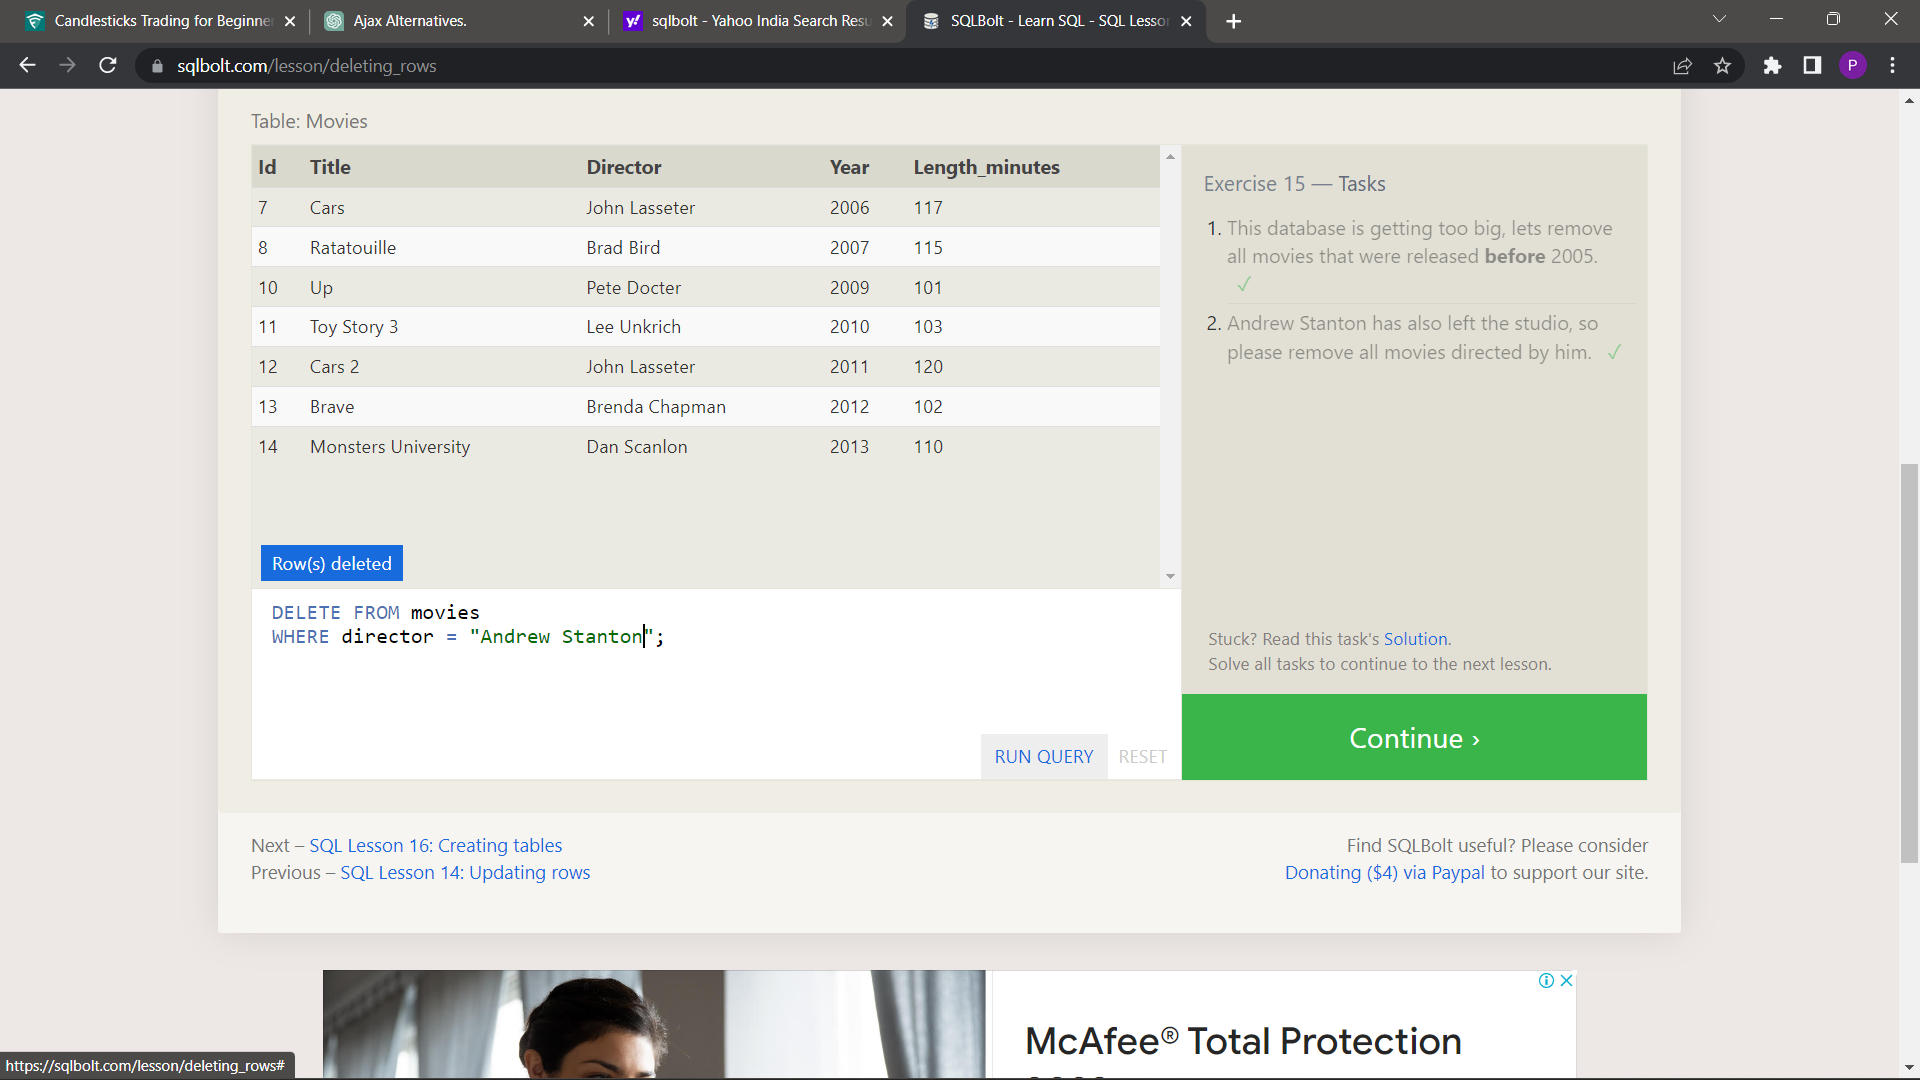 Candlesticks Trading for Beginner
Ajax Alternatives.
sqlbolt - Yahoo India Search Resu
SQLBolt - Learn SQL - SQL Lesson
sqlbolt.com/lesson/deleting_rows
P
Table: Movies
Id Title Director Year Length_minutes
7 Cars John Lasseter 2006 117
8 Ratatouille Brad Bird 2007 115
10 Up Pete Docter 2009 101
11 Toy Story 3 Lee Unkrich 2010 103
12 Cars 2 John Lasseter 2011 120
13 Brave Brenda Chapman 2012 102
14 Monsters University Dan Scanlon 2013 110
Row(s) deleted
DELETE FROM movies
WHERE director = "Andrew Stanton";
RUN QUERY RESET
Exercise 15 — Tasks
1. This database is getting too big, lets remove
all movies that were released before 2005.
✓
2. Andrew Stanton has also left the studio, so
please remove all movies directed by him. ✓
Stuck? Read this task's Solution.
Solve all tasks to continue to the next lesson.
Continue ›
Next – SQL Lesson 16: Creating tables
Previous – SQL Lesson 14: Updating rows
Find SQLBolt useful? Please consider
Donating ($4) via Paypal to support our site.
McAfee® Total Protection
https://sqlbolt.com/lesson/deleting_rows#